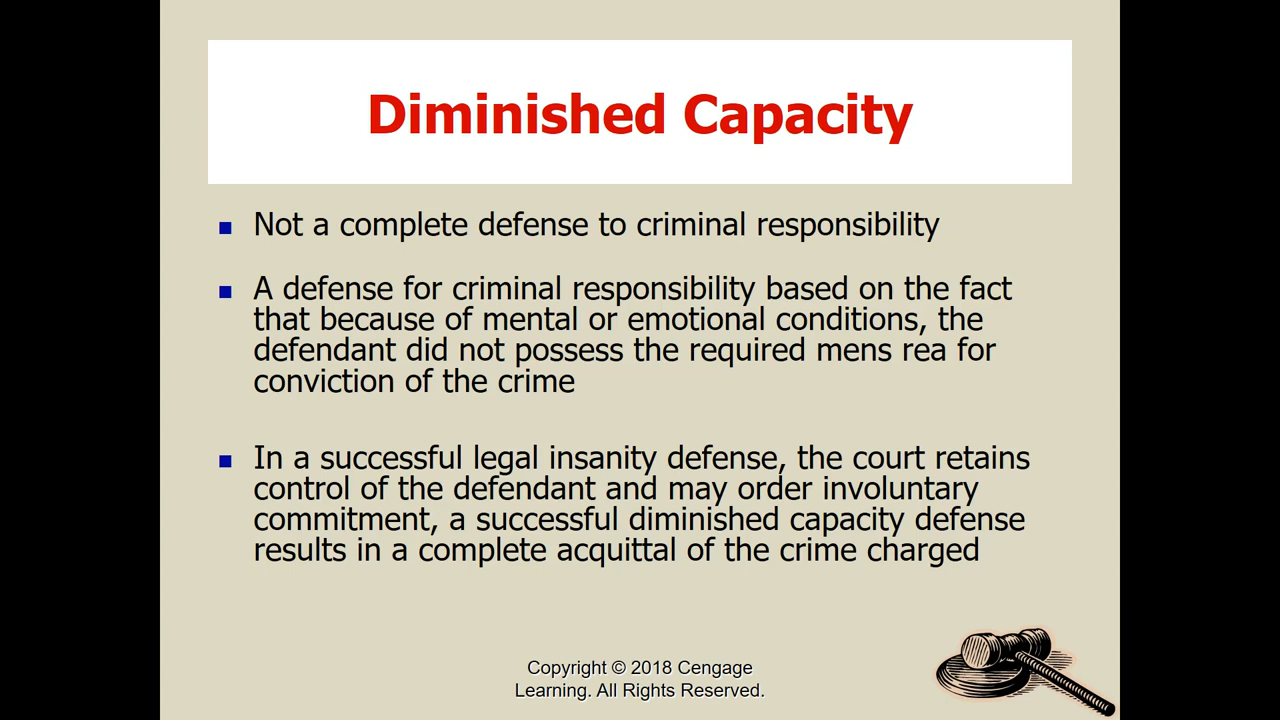 Diminished Capacity
Not a complete defense to criminal responsibility
A defense for criminal responsibility based on the fact
that because of mental or emotional conditions, the
defendant did not possess the required mens rea for
conviction of the crime
In a successful legal insanity defense, the court retains
control of the defendant and may order involuntary
commitment, a successful diminished capacity defense
results in a complete acquittal of the crime charged
Copyright © 2018 Cengage
Learning. All Rights Reserved.